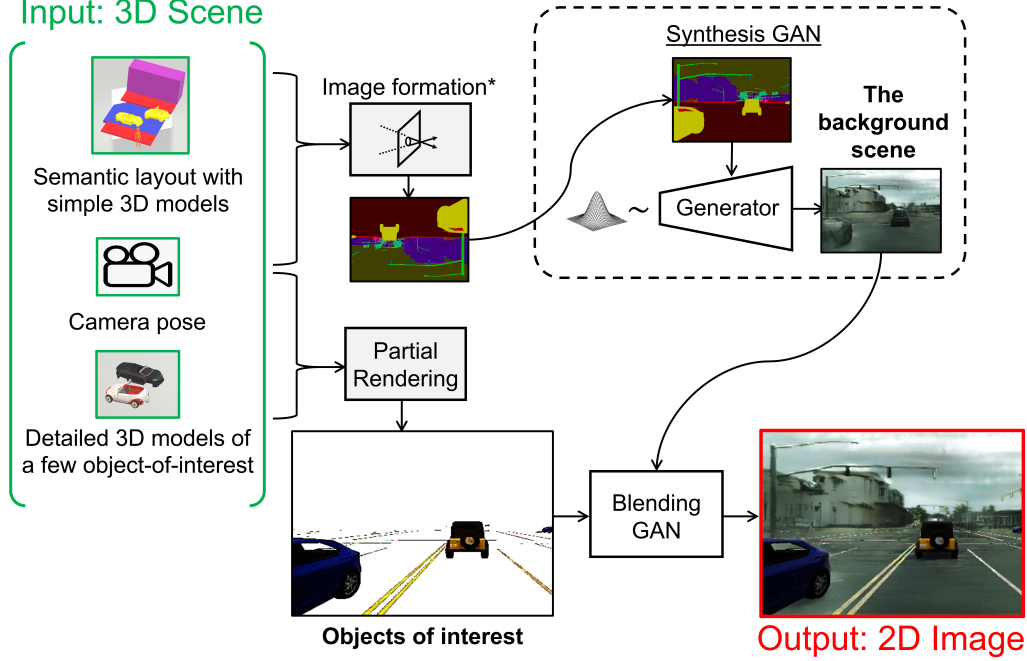 Input: 3D Scene
Semantic layout with
simple 3D models
Camera pose
Detailed 3D models of
a few object-of-interest
Image formation*
Synthesis GAN
Generator
~
The
background
scene
Partial
Rendering
Objects of interest
Blending
GAN
Output: 2D Image